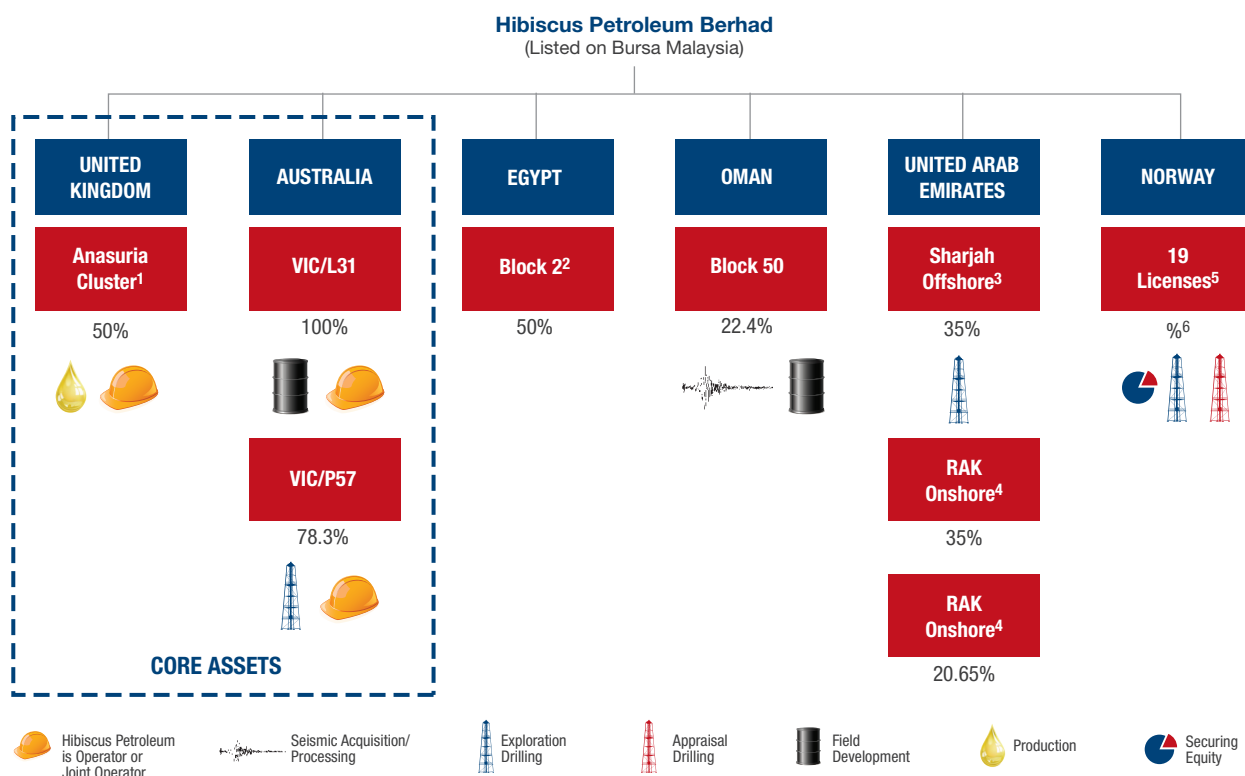 Hibiscus Petroleum Berhad
(Listed on Bursa Malaysia)
UNITED
KINGDOM
AUSTRALIA
EGYPT
OMAN
UNITED ARAB
EMIRATES
NORWAY
Anasuria
Cluster¹
VIC/L31
Block 2²
Block 50
Sharjah
Offshore³
19
Licenses⁵
50%
100%
50%
22.4%
35%
%⁶
VIC/P57
78.3%
RAK
Onshore⁴
35%
RAK
Onshore⁴
20.65%
CORE ASSETS
Hibiscus Petroleum
is Operator or
Joint Operator
Seismic Acquisition/
Processing
Exploration
Drilling
Appraisal
Drilling
Field
Development
Production
Securing
Equity